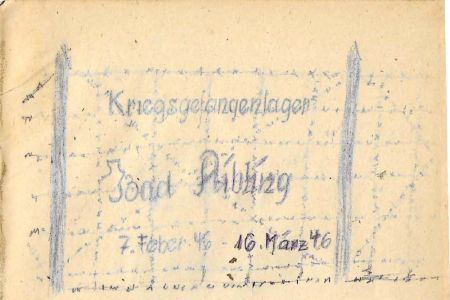 Kriegsgefangenlager
Bad Aibling
7. Feber 46 - 16. März 46